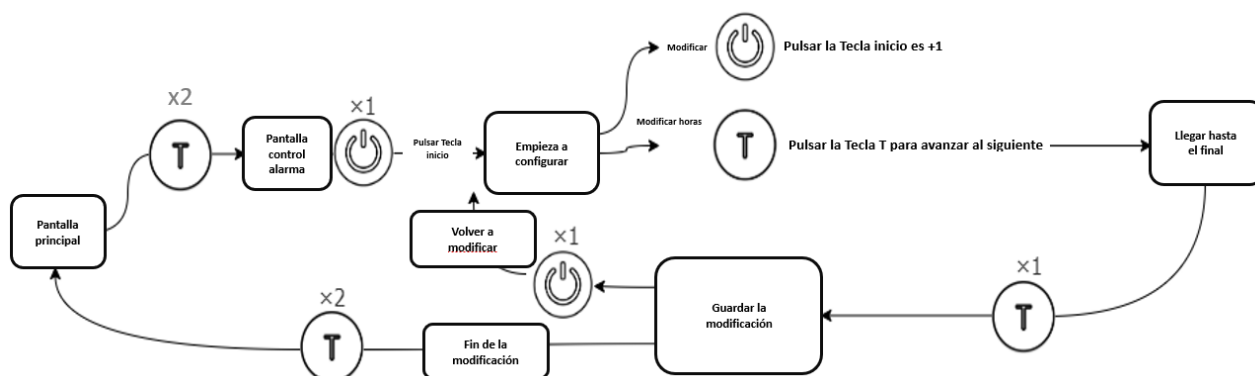 Modificar
Pulsar la Tecla inicio es +1
x2
T
Pantalla
control
alarma
×1
Pulsar Tecla
inicio
Empieza a
configurar
Modificar horas
T
Pulsar la Tecla T para avanzar al siguiente
Llegar hasta
el final
Pantalla
principal
Volver a
modificar
×1
Guardar la
modificación
×1
T
×2
T
Fin de la
modificación